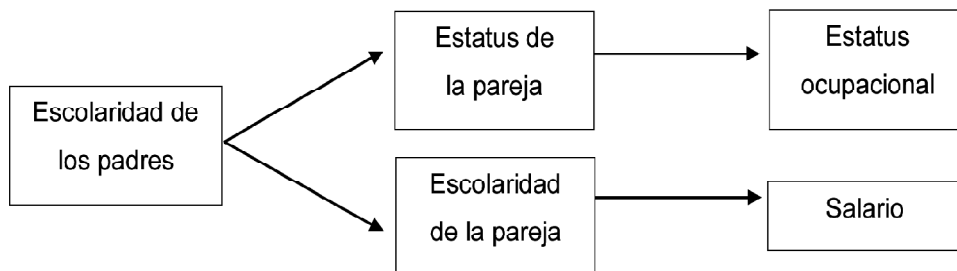 Escolaridad de
los padres
Estatus de
la pareja
Estatus
ocupacional
Escolaridad
de la pareja
Salario